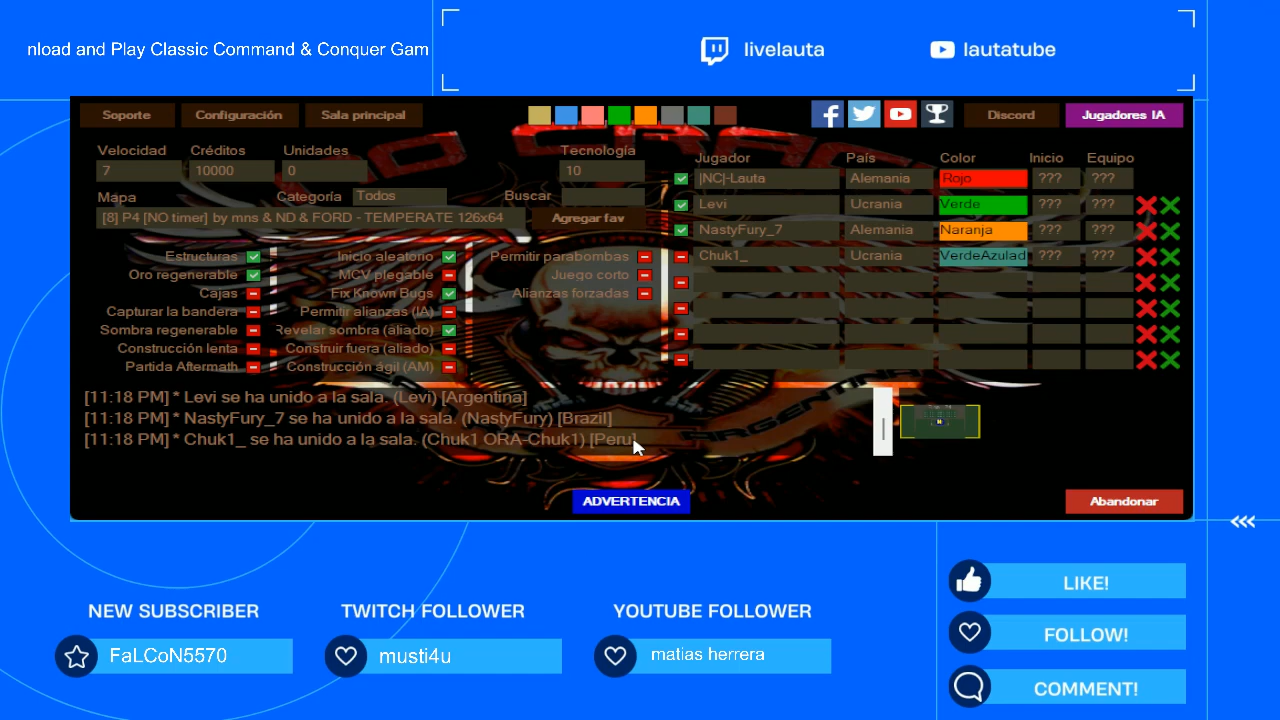 nload and Play Classic Command & Conquer Gam
livelauta
lautatube
Soporte
Configuración
Sala principal
Discord
Jugadores IA
Velocidad
Créditos
Unidades
Tecnología
7
10000
0
10
Mapa
Categoría
Todos
Buscar
[8] P4 [NO timer] by mns & ND & FORD - TEMPERATE 126x64
Agregar fav
Estructuras
Inicio aleatorio
Permitir parabombas
Oro regenerable
MCV plegable
Juego corto
Cajas
Fix Known Bugs
Alianzas forzadas
Capturar la bandera
Permitir alianzas (IA)
Sombra regenerable
Revelar sombra (aliado)
Construcción lenta
Construir fuera (aliado)
Partida Aftermath
Construcción ágil (AM)
Jugador
País
Color
Inicio
Equipo
|NC|-Lauta
Alemania
Rojo
???
???
Levi
Ucrania
Verde
???
???
NastyFury_7
Alemania
Naranja
???
???
Chuk1_
Ucrania
VerdeAzulad
???
???
[11:18 PM] * Levi se ha unido a la sala. (Levi) [Argentina]
[11:18 PM] * NastyFury_7 se ha unido a la sala. (NastyFury) [Brazil]
[11:18 PM] * Chuk1_ se ha unido a la sala. (Chuk1 ORA-Chuk1) [Peru]
ADVERTENCIA
Abandonar
NEW SUBSCRIBER
FaLCoN5570
TWITCH FOLLOWER
musti4u
YOUTUBE FOLLOWER
matias herrera
LIKE!
FOLLOW!
COMMENT!